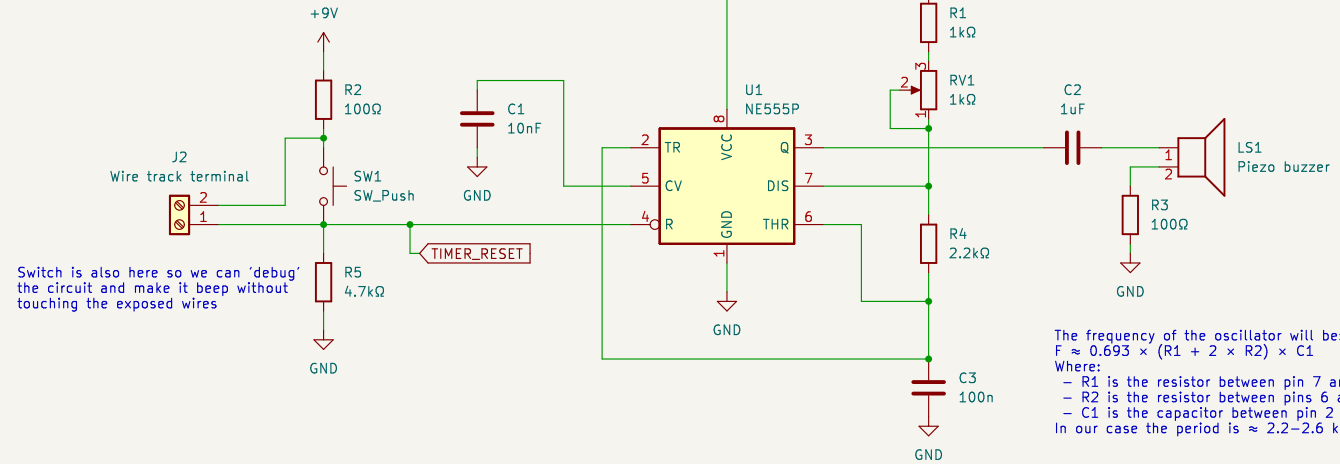 +9V
R2
100Ω
J2
Wire track terminal
2
1
SW1
SW_Push
TIMER_RESET
R5
4.7kΩ
GND
Switch is also here so we can 'debug'
the circuit and make it beep without
touching the exposed wires
C1
10nF
GND
U1
NE555P
8
VCC
2 TR
5 CV
4 R
Q 3
DIS 7
THR 6
GND
1
GND
R1
1kΩ
3
2
1
RV1
1kΩ
R4
2.2kΩ
C3
100n
GND
C2
1uF
1
2
LS1
Piezo buzzer
R3
100Ω
GND
The frequency of the oscillator will
F ≈ 0.693 × (R1 + 2 × R2) × C1
Where:
– R1 is the resistor between pin 7
– R2 is the resistor between pins 6
– C1 is the capacitor between pin 2
In our case the period is ≈ 2.2–2.6